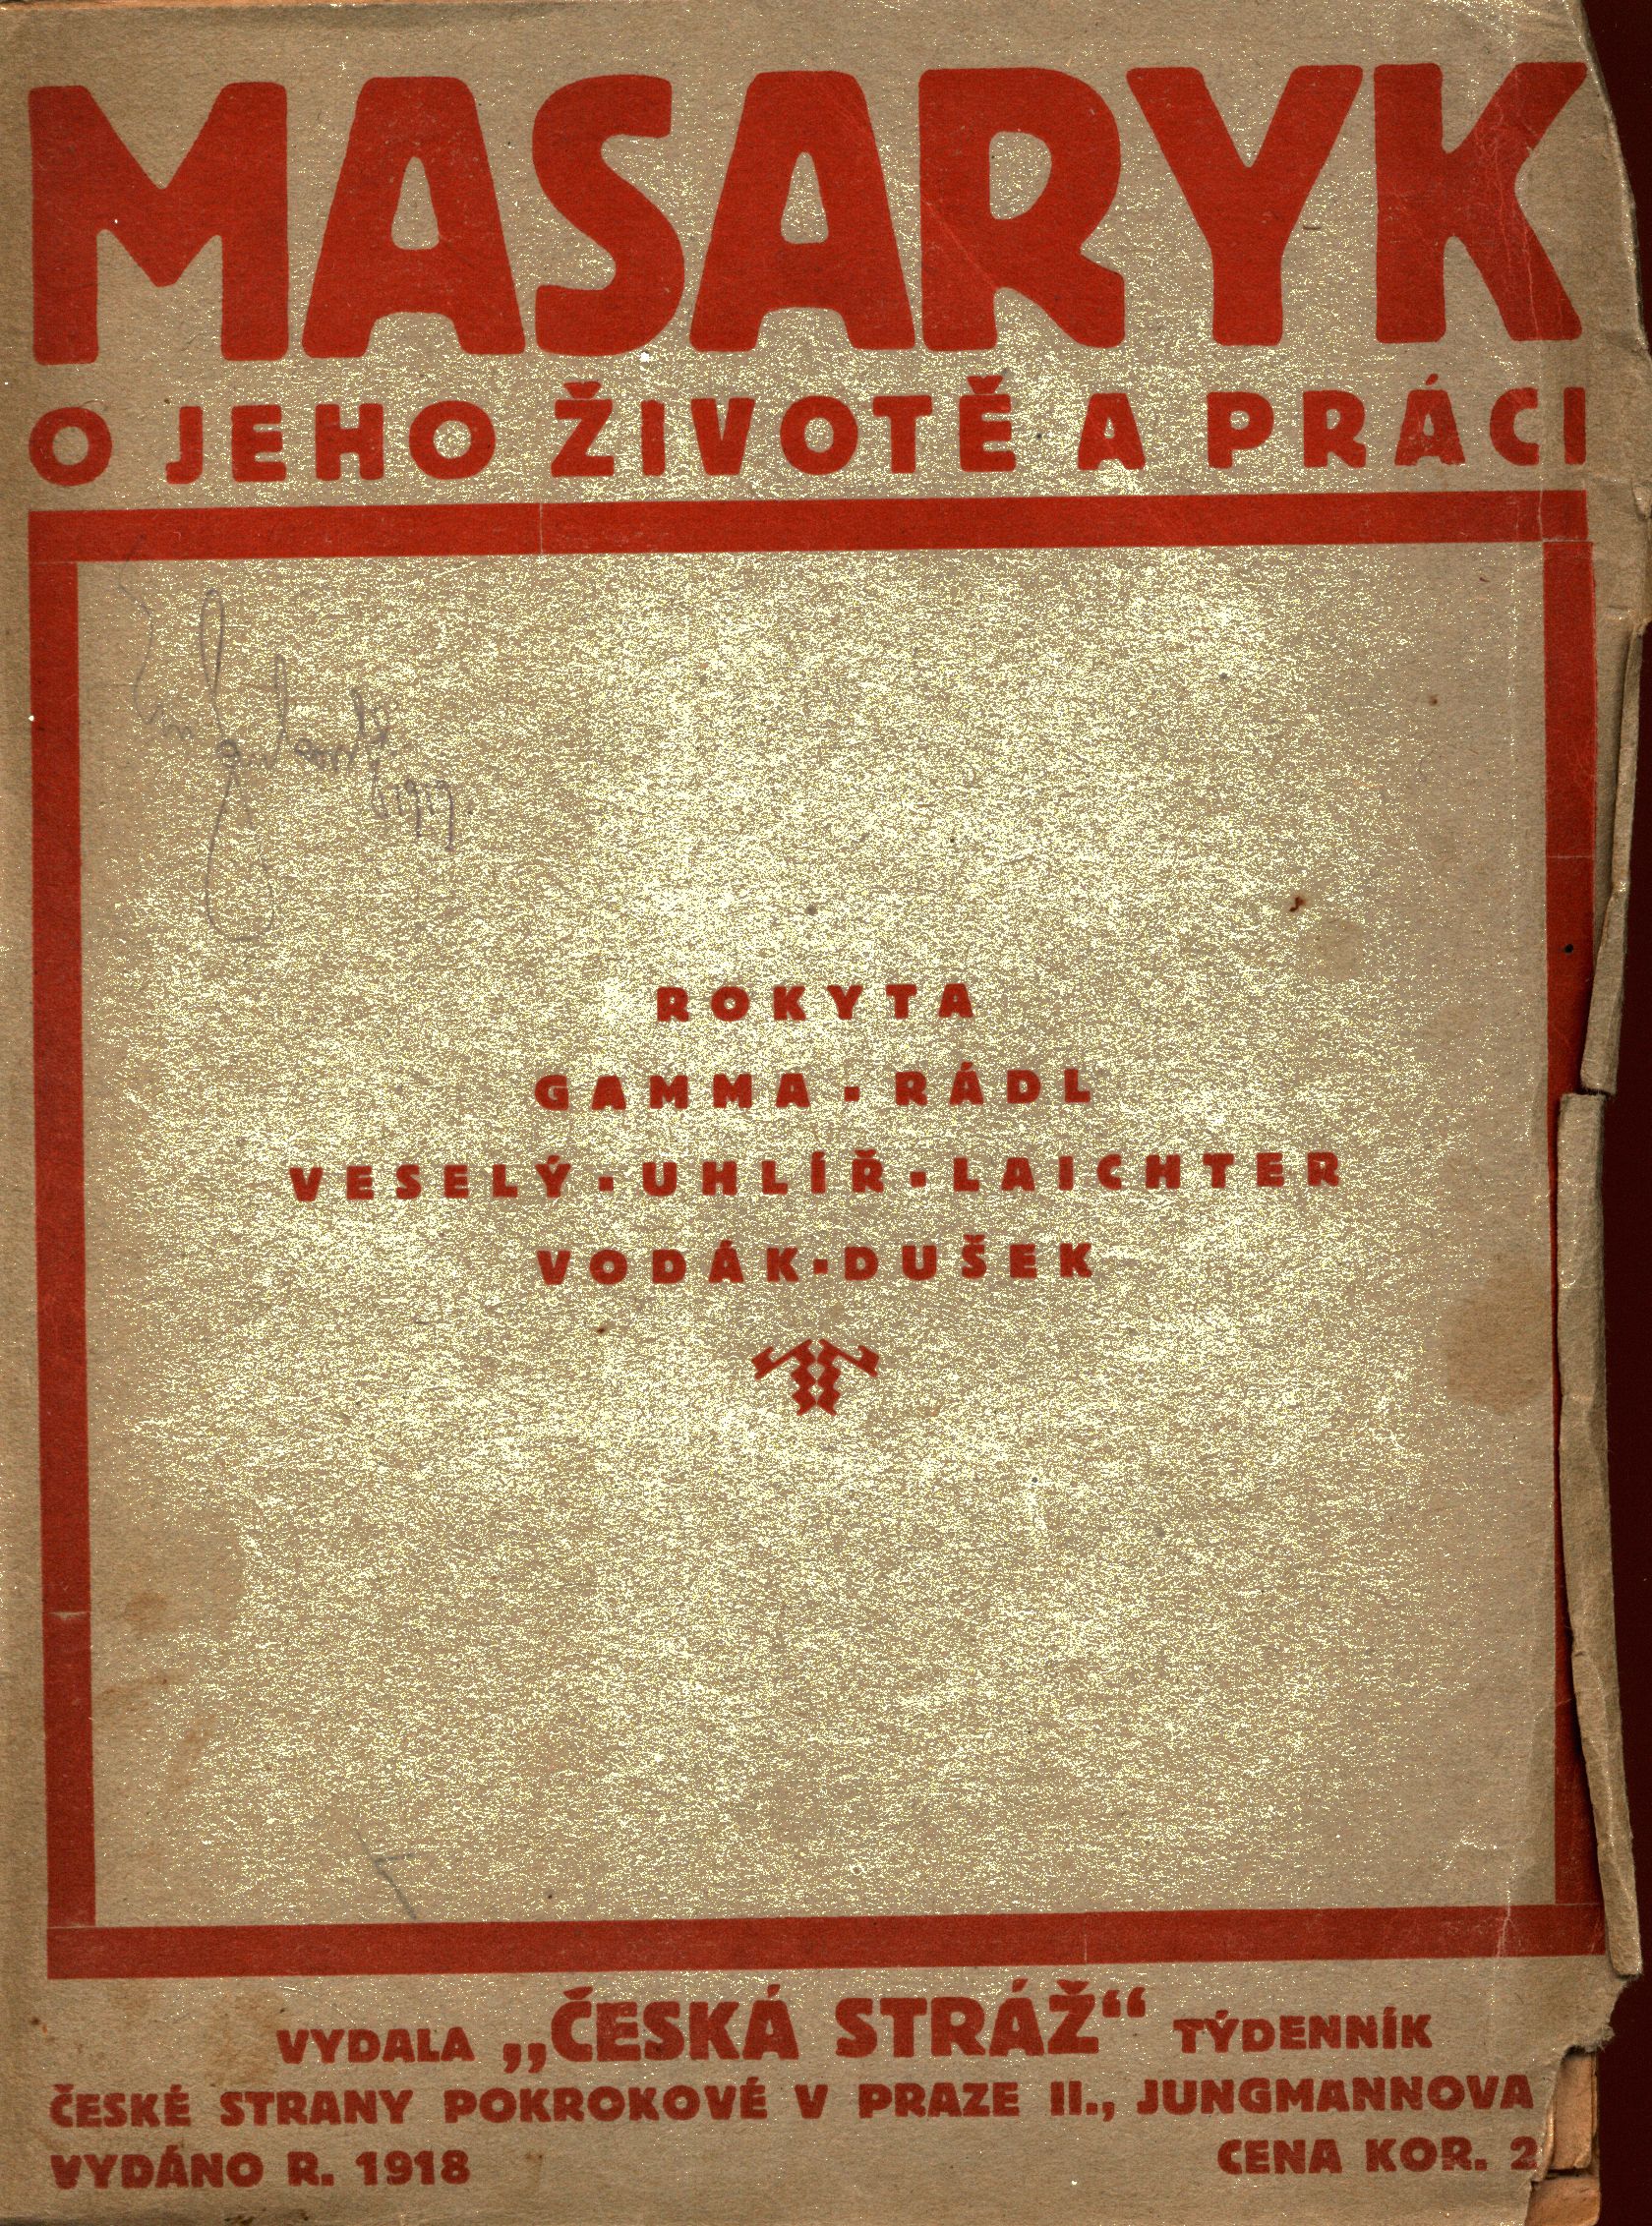 MASARYK
O JEHO ŽIVOTĚ A PRÁCI
1919
ROKYTA
GAMMA · RÁDL
VESELÝ · UHLÍŘ · LAICHTER
VODÁK · DUŠEK
VYDALA „ČESKÁ STRÁŽ“ TÝDENNÍK
ČESKÉ STRANY POKROKOVÉ V PRAZE II., JUNGMANNOVA
VYDÁNO R. 1918 CENA KOR. 2